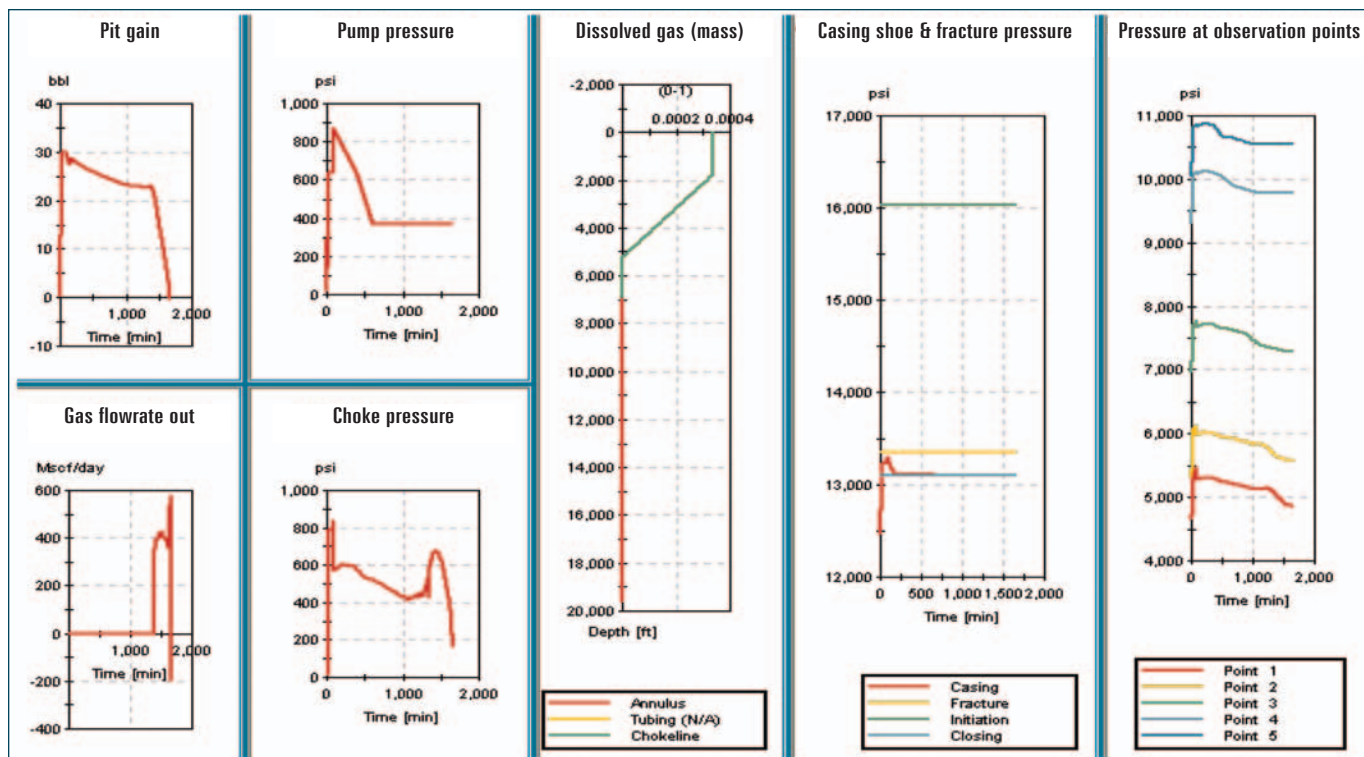 Pit gain
bbl
40
30
20
10
0
-10
1,000
2,000
Time [min]
Pump pressure
psi
1,000
800
600
400
200
0
0
1,000
2,000
Time [min]
Gas flowrate out
Mscf/day
600
400
200
0
-200
-400
1,000
2,000
Time [min]
Choke pressure
psi
1,000
800
600
400
200
0
0
1,000
2,000
Time [min]
Dissolved gas (mass)
-2,000
(0-1)
0.0002
0.0004
0
2,000
4,000
6,000
8,000
10,000
12,000
14,000
16,000
18,000
20,000
Depth [ft]
Annulus
Tubing (N/A)
Chokeline
Casing shoe & fracture pressure
psi
17,000
16,000
15,000
14,000
13,000
12,000
0
500
1,000
1,500
2,000
Time [min]
Casing
Fracture
Initiation
Closing
Pressure at observation points
psi
11,000
10,000
9,000
8,000
7,000
6,000
5,000
4,000
0
1,000
2,000
Time [min]
Point 1
Point 2
Point 3
Point 4
Point 5